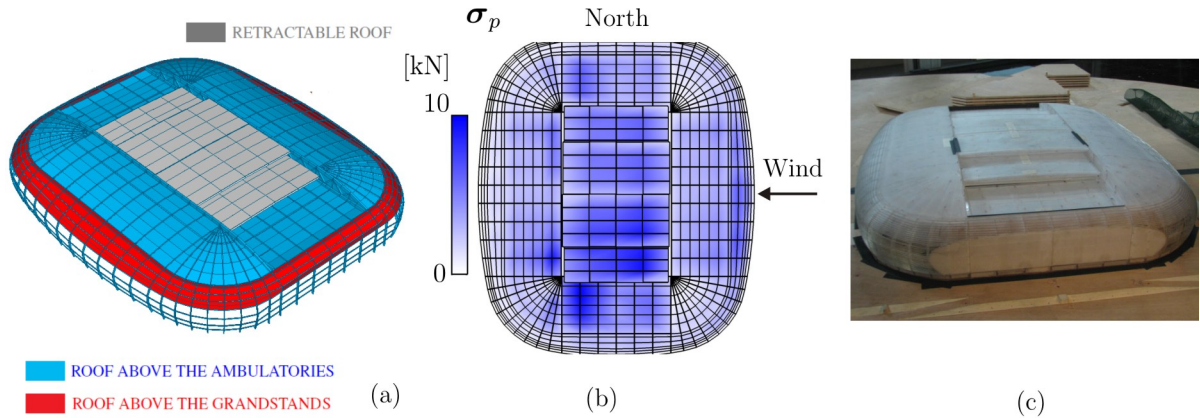 RETRACTABLE ROOF
ROOF ABOVE THE AMBULATORIES
ROOF ABOVE THE GRANDSTANDS
(a)
σp
North
[kN]
10
0
Wind
(b)
(c)